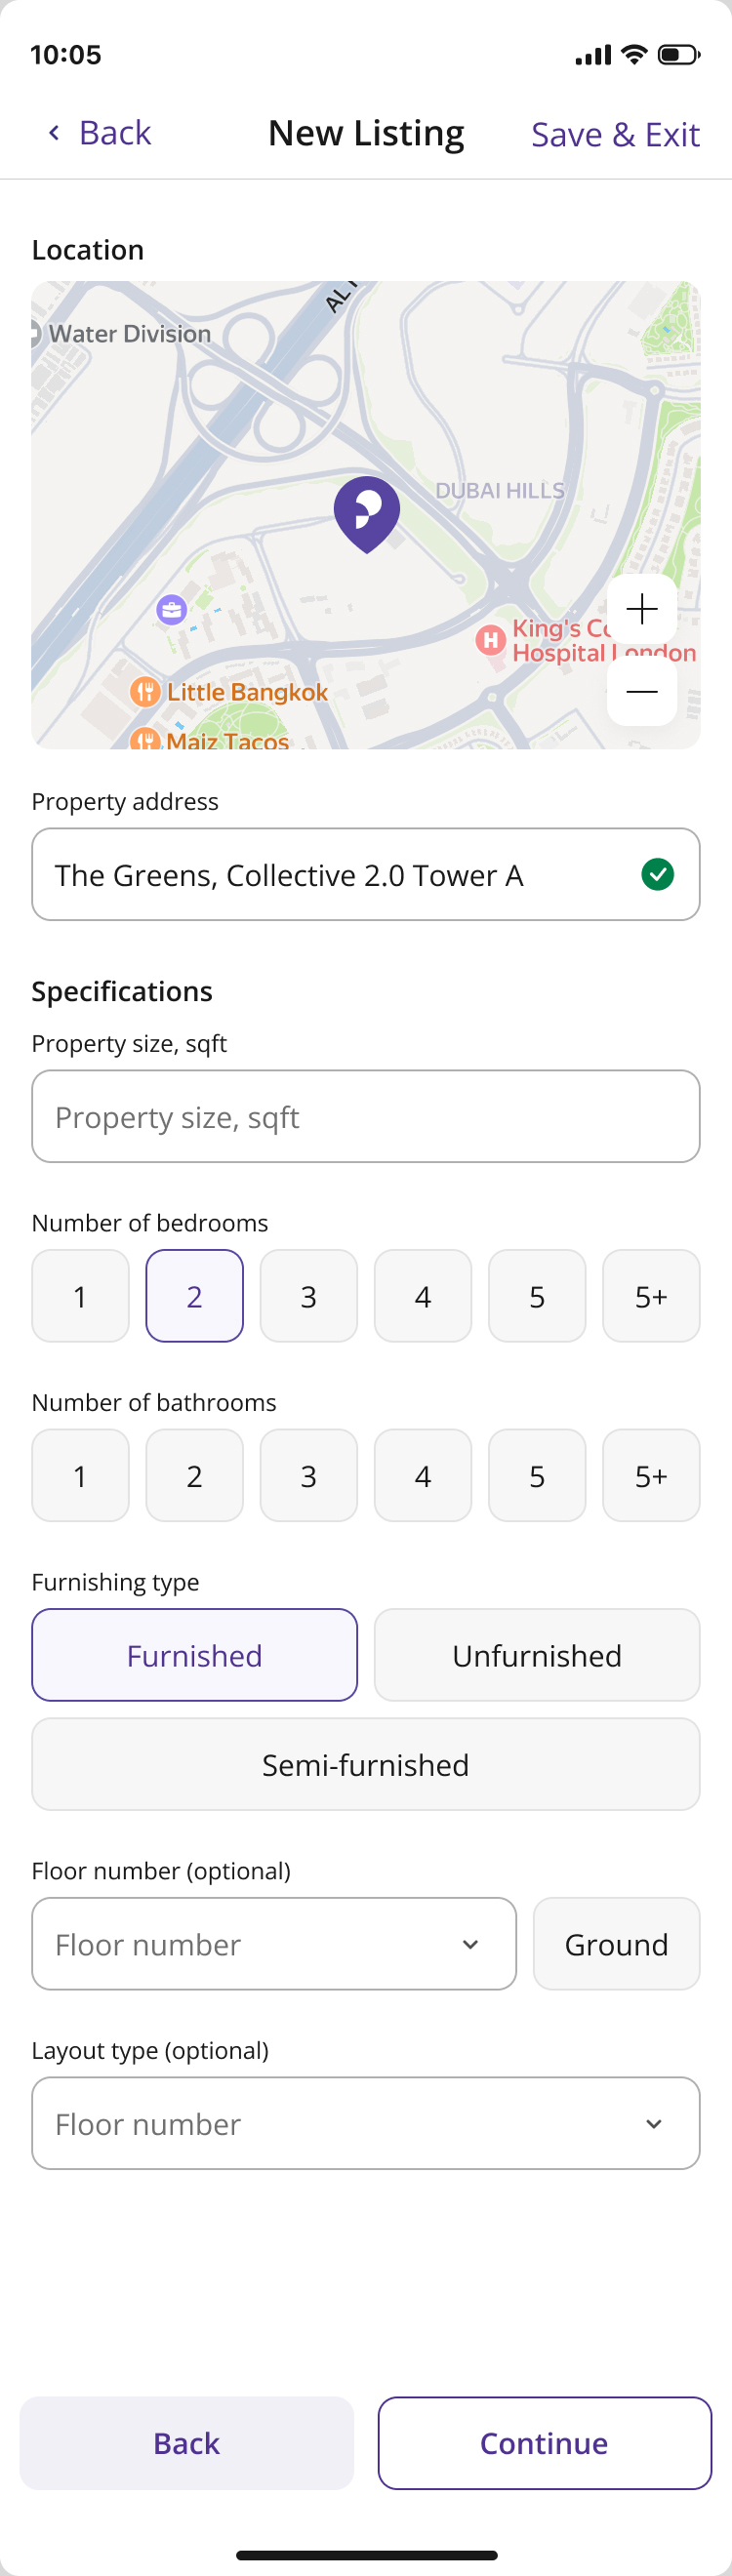 10:05
Back
New Listing
Save & Exit
Location
AL
Water Division
DUBAI HILLS
King's Co
Hospital London
Little Bangkok
Maiz Tacos
Property address
The Greens, Collective 2.0 Tower A
Specifications
Property size, sqft
Property size, sqft
Number of bedrooms
1 2 3 4 5 5+
Number of bathrooms
1 2 3 4 5 5+
Furnishing type
Furnished Unfurnished
Semi-furnished
Floor number (optional)
Floor number Ground
Layout type (optional)
Floor number
Back Continue